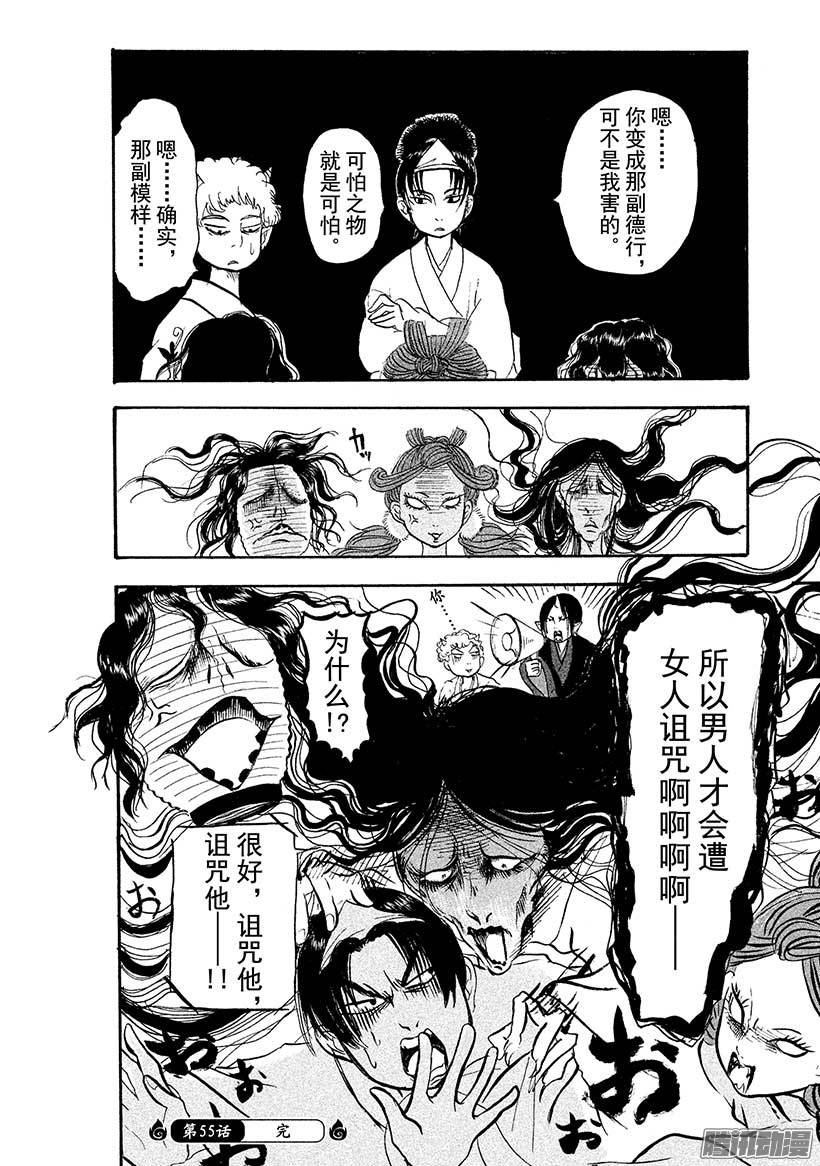 嗯……
你变成那副德行，
可不是我害的。
可怕之物
就是可怕。
嗯……确实，
那副模样……
カッ
所以男人才会遭
女人诅咒啊啊啊啊——
为什么!?
很好，诅咒他，
诅咒他——!!
お
お
お
お
お
お
第55话 完
腾讯动漫